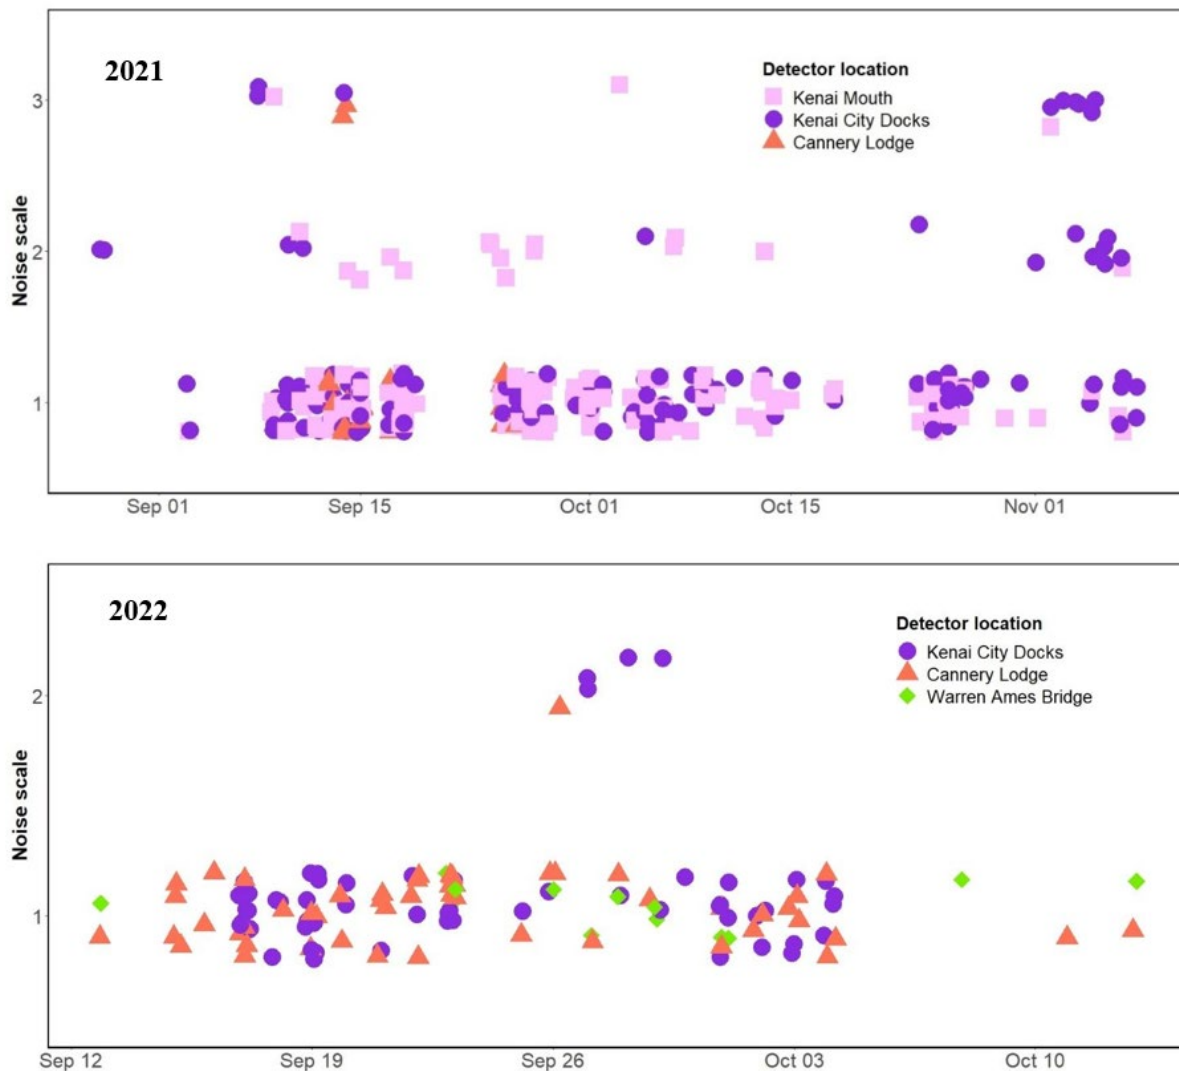 2021
Detector location
Kenai Mouth
Kenai City Docks
Cannery Lodge
Noise scale
3
2
1
Sep 01 Sep 15 Oct 01 Oct 15 Nov 01
2022
Detector location
Kenai City Docks
Cannery Lodge
Warren Ames Bridge
Noise scale
2
1
Sep 12 Sep 19 Sep 26 Oct 03 Oct 10